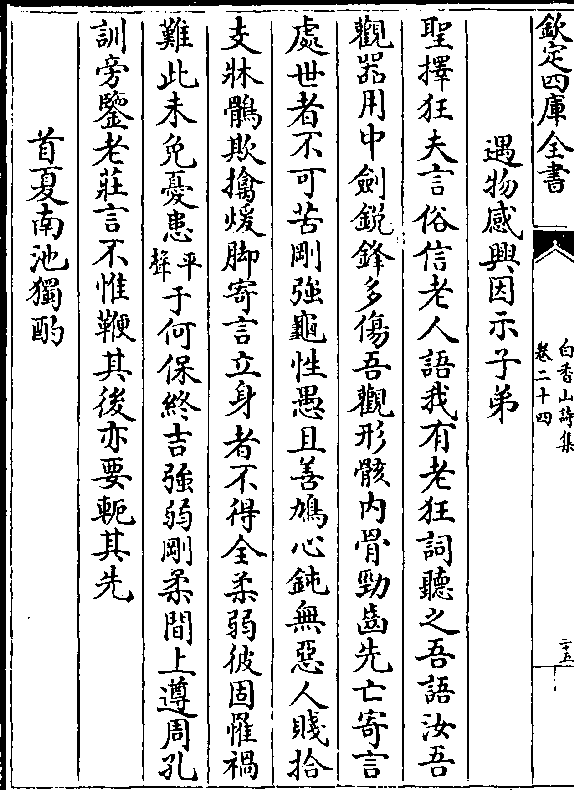 欽定四庫全書
白香山詩集
卷二十四
二十五
遇物感興因示子弟
聖擇狂夫言俗信老人語我有老狂詞聽之吾語汝吾
觀器用中劍鋭鋒多傷吾觀形骸内骨勁齒先亡寄言
處世者不可苦剛強龜性愚且善鳩心鈍無惡人賤拾
支牀鶻欺擒煖脚寄言立身者不得全柔弱彼固罹禍
難此未免憂患平聲于何保終吉強弱剛柔間上遵周孔
訓旁鑒老莊言不惟鞭其後亦要軛其先
首夏南池獨酌